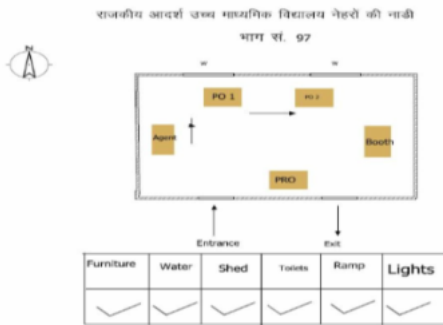 राजकीय आदर्श उच्च माध्यमिक विद्यालय नेहरों की नाडी
भाग सं. 97
N
W W
PO 1 PO 2
Agent Booth
PRO
Entrance Exit
Furniture Water Shed Toilets Ramp Lights